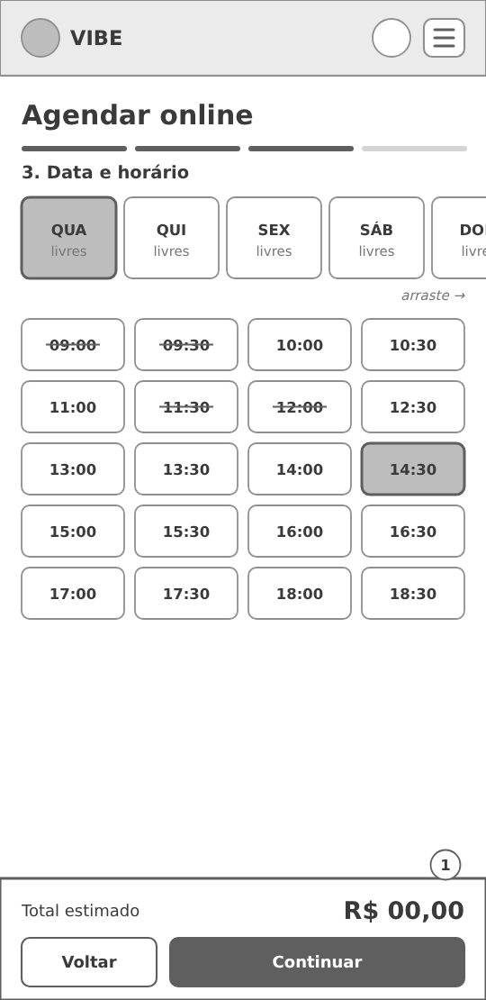 VIBE
Agendar online
3. Data e horário
QUA QUI SEX SÁB DO
livres livres livres livres livre
arraste →
09:00 09:30 10:00 10:30
11:00 11:30 12:00 12:30
13:00 13:30 14:00 14:30
15:00 15:30 16:00 16:30
17:00 17:30 18:00 18:30
1
Total estimado R$ 00,00
Voltar Continuar